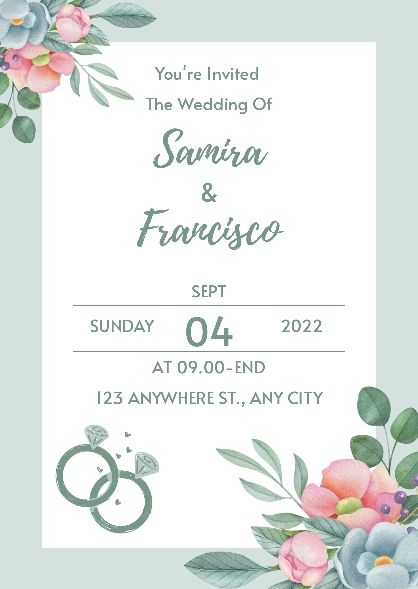 You're Invited
The Wedding Of
Samira
&
Francisco
SEPT
SUNDAY 04 2022
AT 09.00-END
123 ANYWHERE ST., ANY CITY